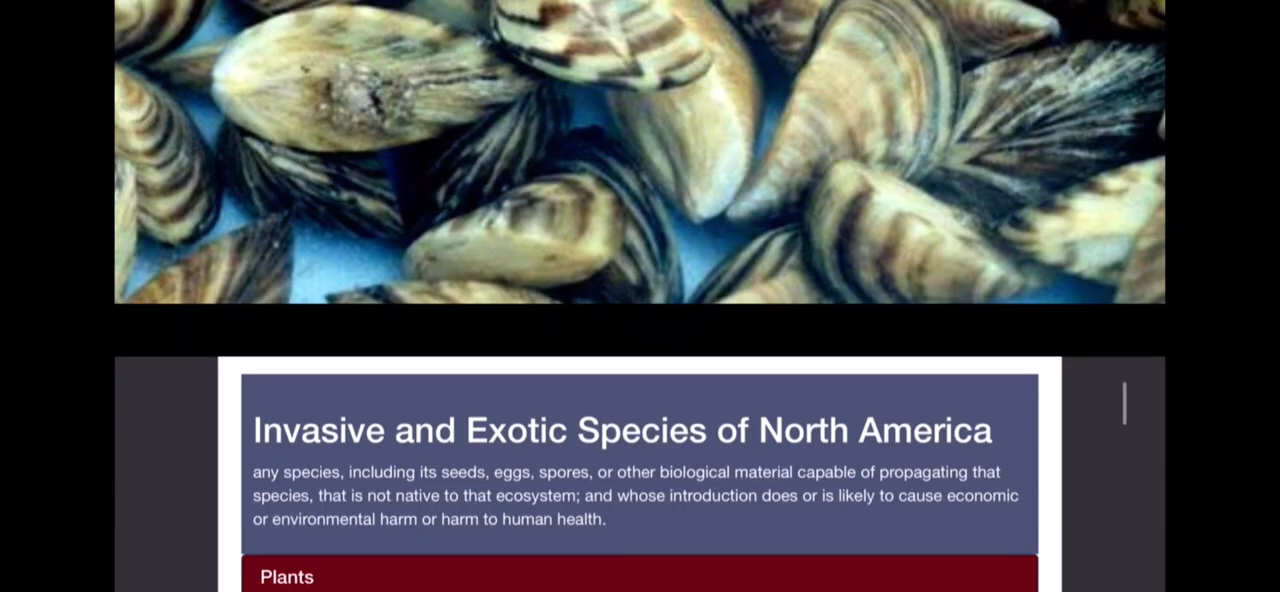 Invasive and Exotic Species of North America
any species, including its seeds, eggs, spores, or other biological material capable of propagating that
species, that is not native to that ecosystem; and whose introduction does or is likely to cause economic
or environmental harm or harm to human health.
Plants